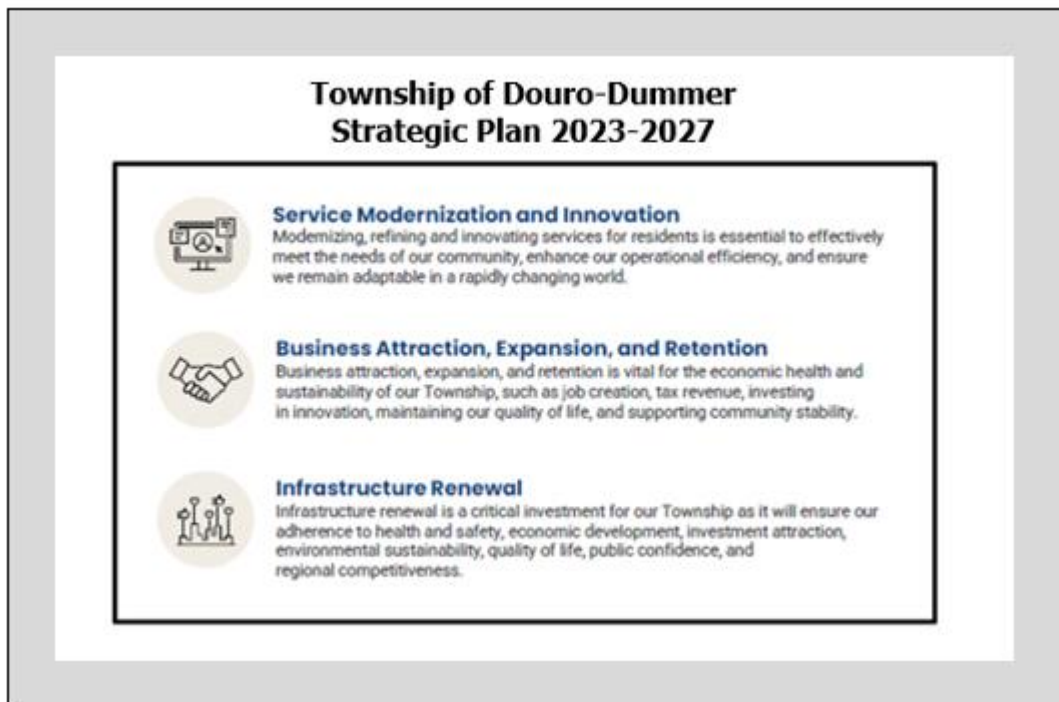 Township of Douro-Dummer
Strategic Plan 2023-2027
Service Modernization and Innovation
Modernizing, refining and innovating services for residents is essential to effectively
meet the needs of our community, enhance our operational efficiency, and ensure
we remain adaptable in a rapidly changing world.
Business Attraction, Expansion, and Retention
Business attraction, expansion, and retention is vital for the economic health and
sustainability of our Township, such as job creation, tax revenue, investing
in innovation, maintaining our quality of life, and supporting community stability.
Infrastructure Renewal
Infrastructure renewal is a critical investment for our Township as it will ensure our
adherence to health and safety, economic development, investment attraction,
environmental sustainability, quality of life, public confidence, and
regional competitiveness.